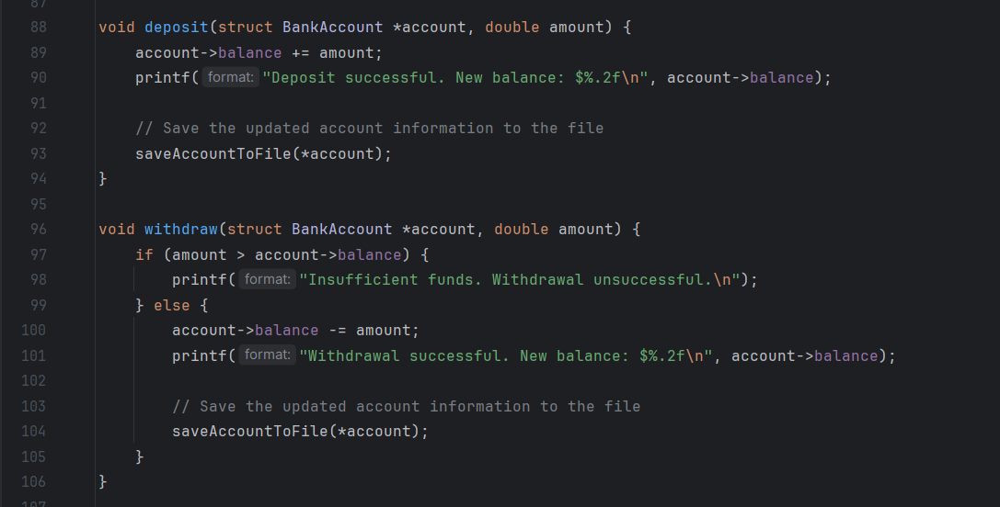 87
88 void deposit(struct BankAccount *account, double amount) {
89     account->balance += amount;
90     printf( format: "Deposit successful. New balance: $%.2f\n", account->balance);
91
92     // Save the updated account information to the file
93     saveAccountToFile(*account);
94 }
95
96 void withdraw(struct BankAccount *account, double amount) {
97     if (amount > account->balance) {
98         printf( format: "Insufficient funds. Withdrawal unsuccessful.\n");
99     } else {
100         account->balance -= amount;
101         printf( format: "Withdrawal successful. New balance: $%.2f\n", account->balance);
102
103         // Save the updated account information to the file
104         saveAccountToFile(*account);
105     }
106 }
107